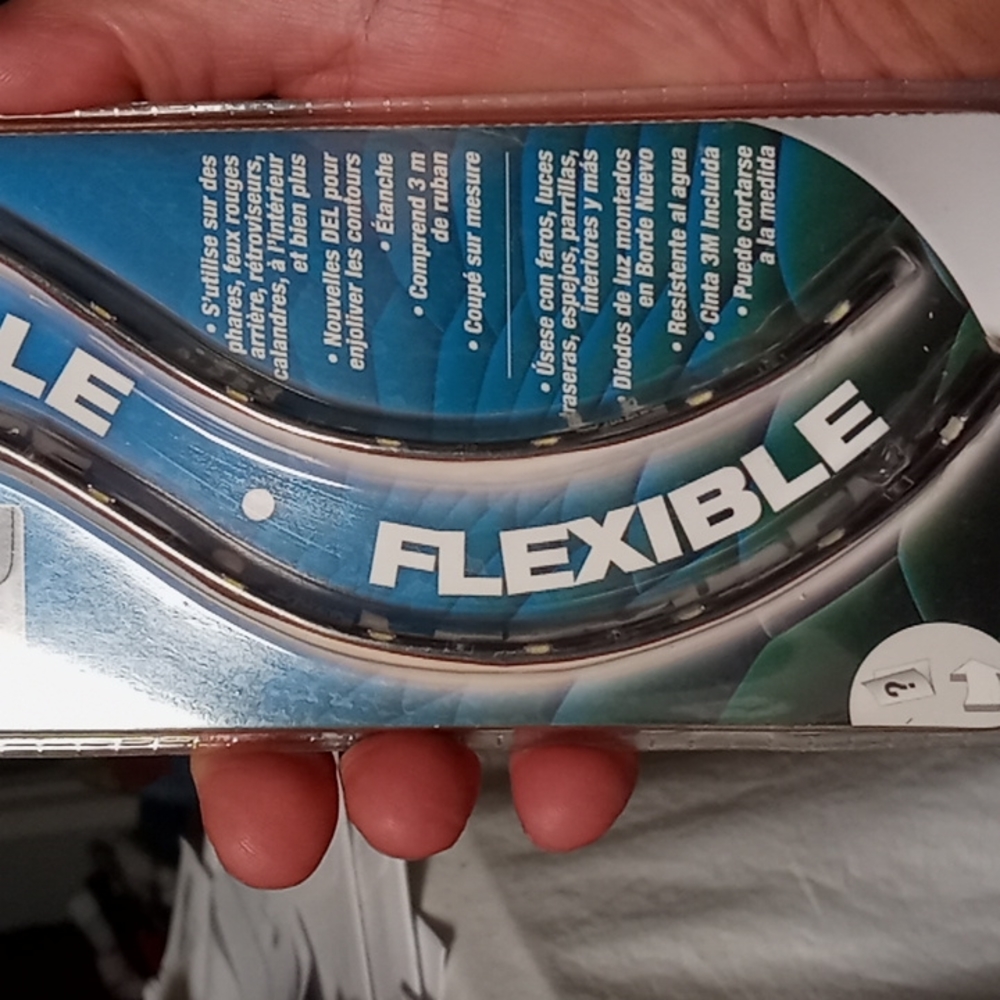 • S'utilise sur des
phares, feux rouges
arrière, rétroviseurs,
calandres, à l'intérieur
et bien plus
• Nouvelles DEL pour
enjoliver les contours
• Étanche
• Comprend 3 m
de ruban
• Coupé sur mesure
• Úsese con faros, luces
traseras, espejos, parrillas,
interiores y más
• Diodos de luz montados
en Borde Nuevo
• Resistente al agua
• Cinta 3M Incluida
• Puede cortarse
a la medida
LE
FLEXIBLE
?